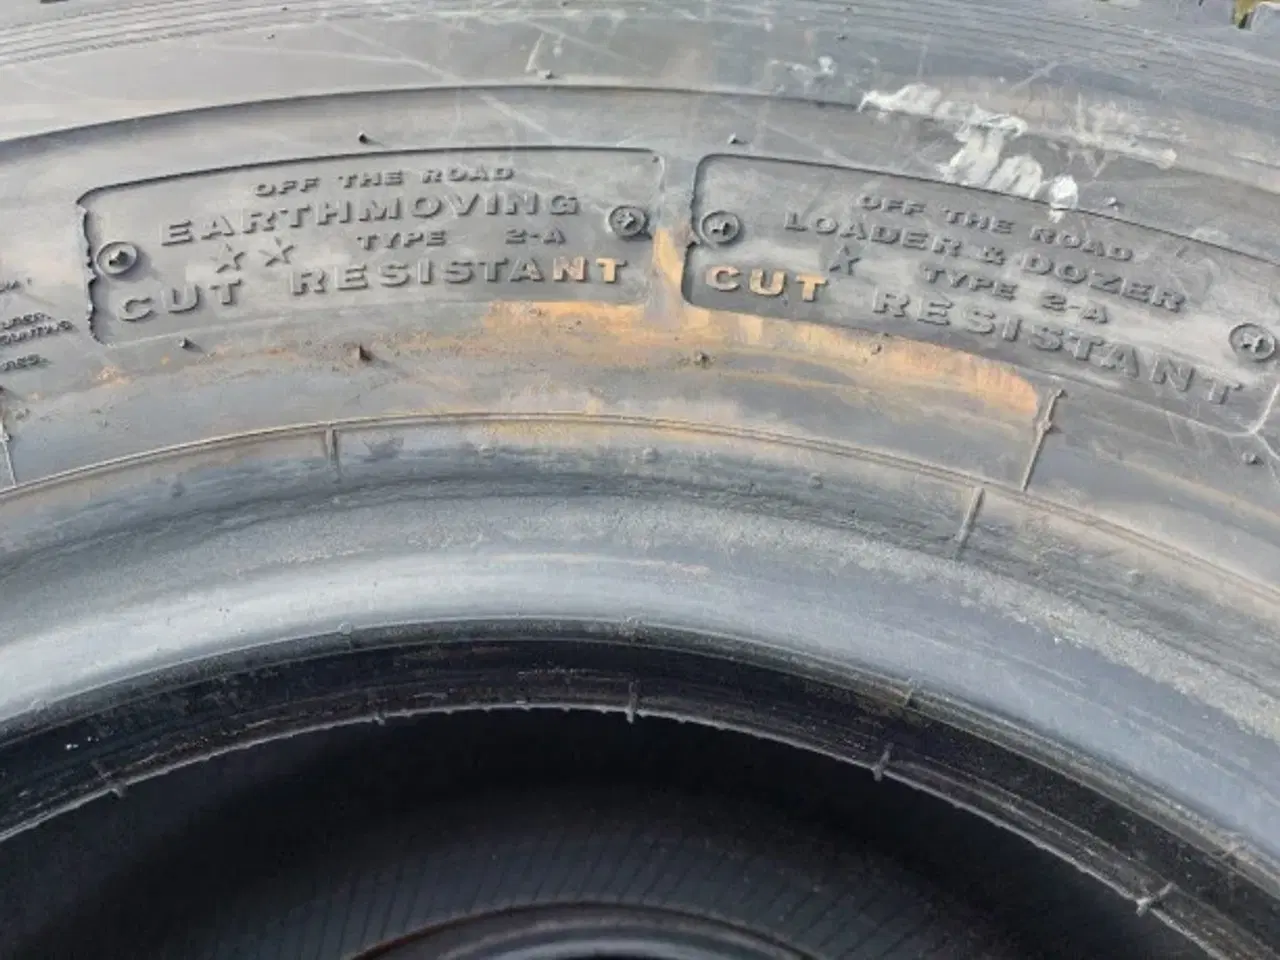 OFF THE ROAD
EARTHMOVING
★★ TYPE 2-A
CUT RESISTANT
OFF THE ROAD
LOADER & DOZER
★ TYPE 2-A
CUT RESISTANT